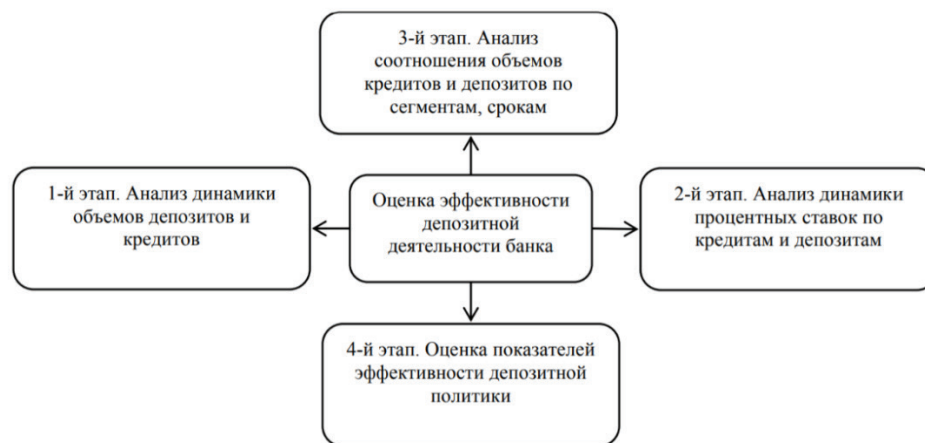 3-й этап. Анализ
соотношения объемов
кредитов и депозитов по
сегментам, срокам
1-й этап. Анализ динамики
объемов депозитов и
кредитов
Оценка эффективности
депозитной
деятельности банка
2-й этап. Анализ динамики
процентных ставок по
кредитам и депозитам
4-й этап. Оценка показателей
эффективности депозитной
политики